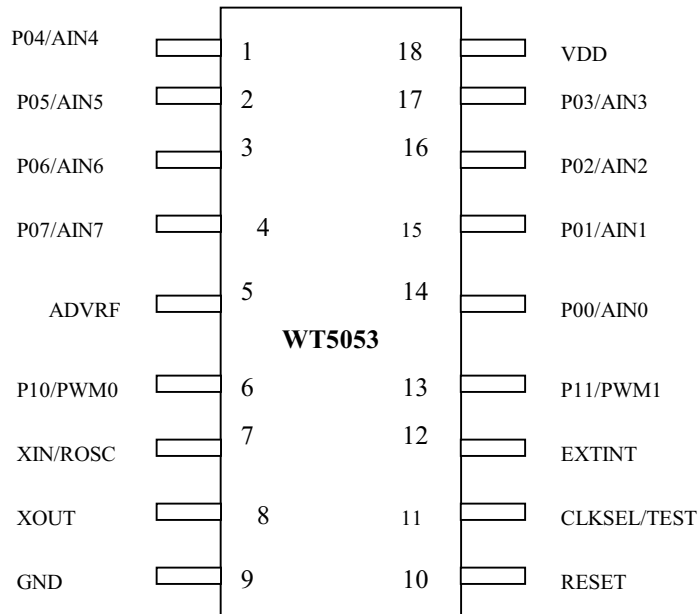 P04/AIN4 1 18 VDD
P05/AIN5 2 17 P03/AIN3
P06/AIN6 3 16 P02/AIN2
P07/AIN7 4 15 P01/AIN1
ADVRF 5 14 P00/AIN0
WT5053
P10/PWM0 6 13 P11/PWM1
XIN/ROSC 7 12 EXTINT
XOUT 8 11 CLKSEL/TEST
GND 9 10 RESET